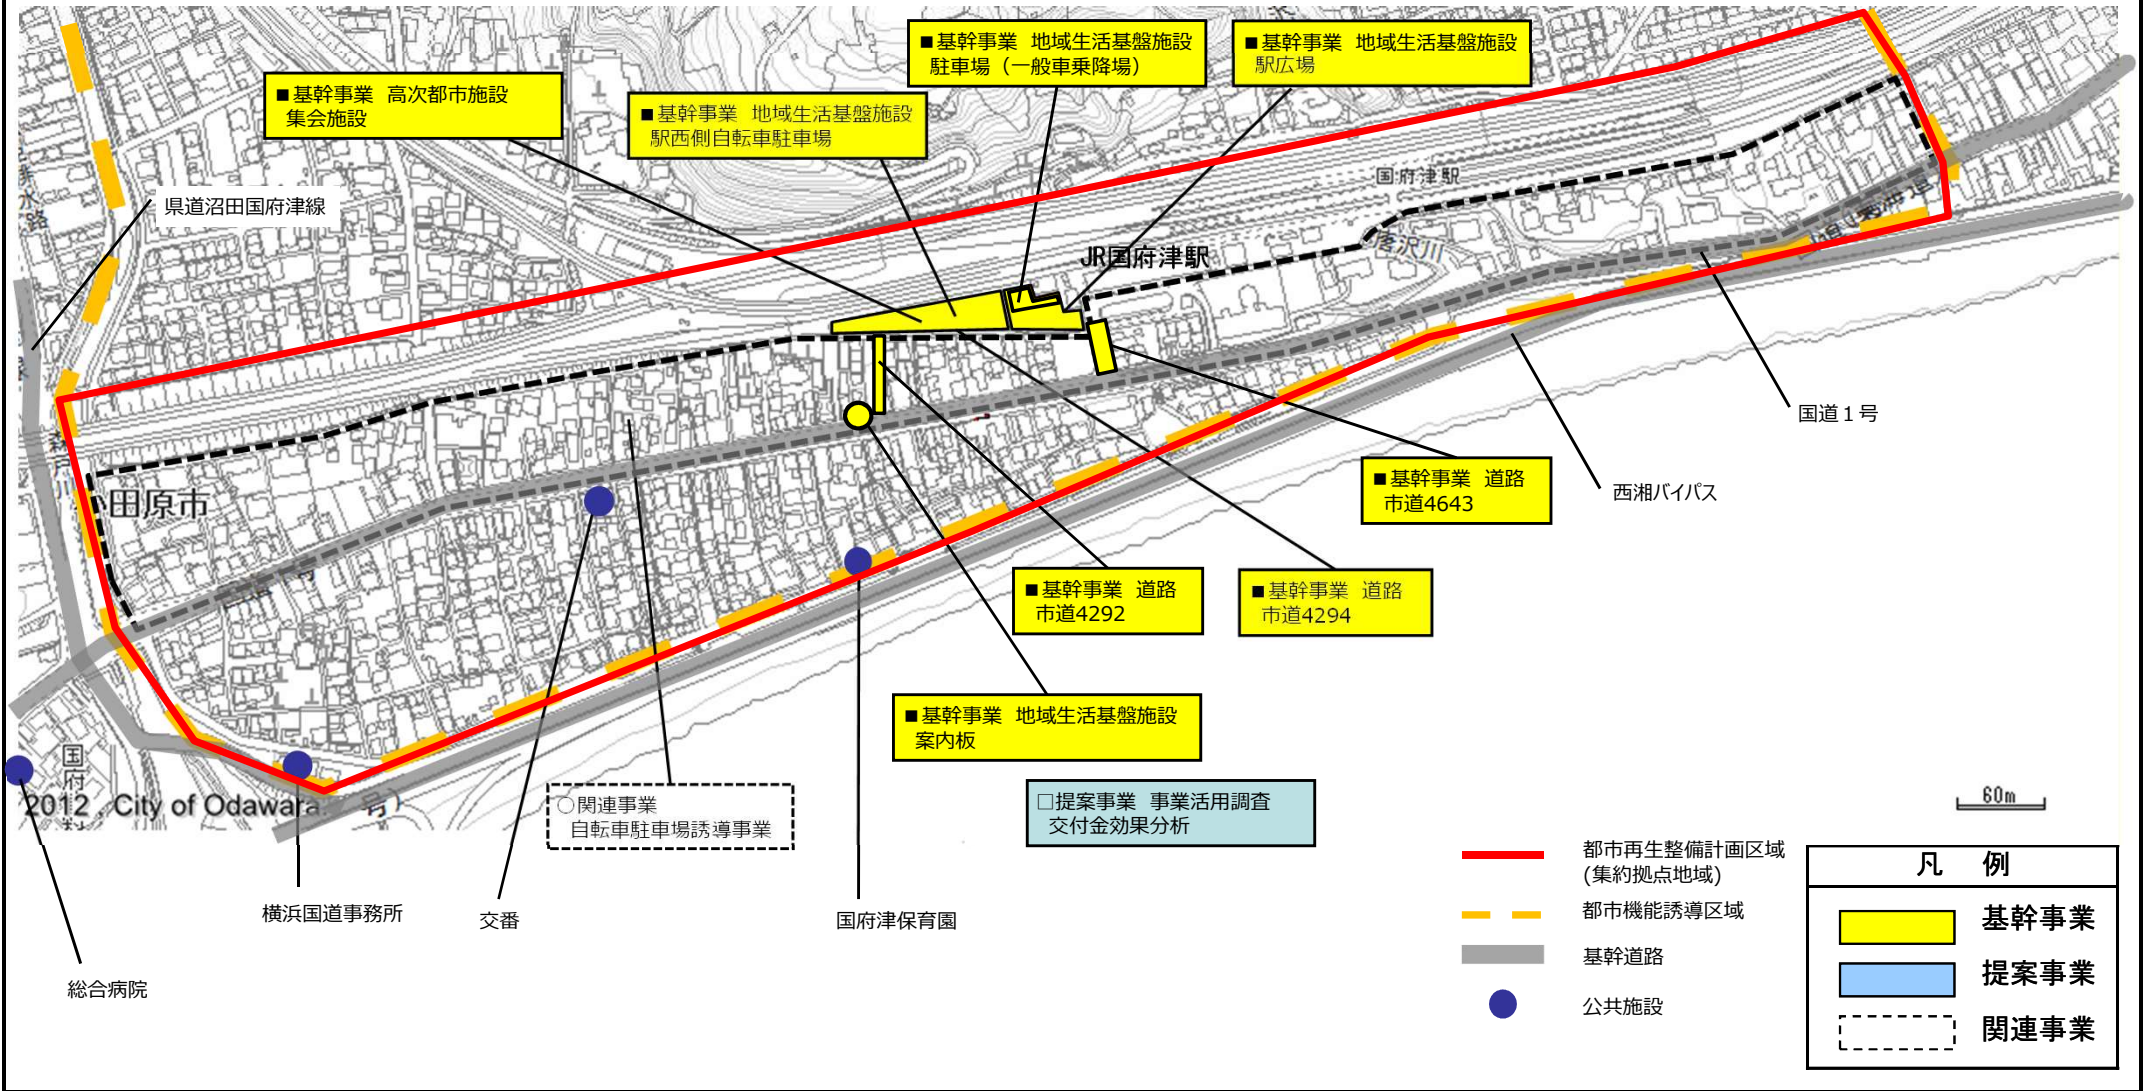 ■基幹事業 地域生活基盤施設
駐車場（一般車乗降場）
■基幹事業 地域生活基盤施設
駅広場
■基幹事業 高次都市施設
集会施設
■基幹事業 地域生活基盤施設
駅西側自転車駐車場
県道沼田国府津線
水路
国府津駅
JR国府津駅
唐沢川
国道１号
西湘バイパス
■基幹事業 道路
市道4643
森戸川
田原市
■基幹事業 道路
市道4292
■基幹事業 道路
市道4294
■基幹事業 地域生活基盤施設
案内板
国府
2012 , City of Odawara.
号)
○関連事業
自転車駐車場誘導事業
□提案事業 事業活用調査
交付金効果分析
60m
横浜国道事務所
交番
国府津保育園
総合病院
都市再生整備計画区域
(集約拠点地域)
都市機能誘導区域
基幹道路
公共施設
凡 例
基幹事業
提案事業
関連事業